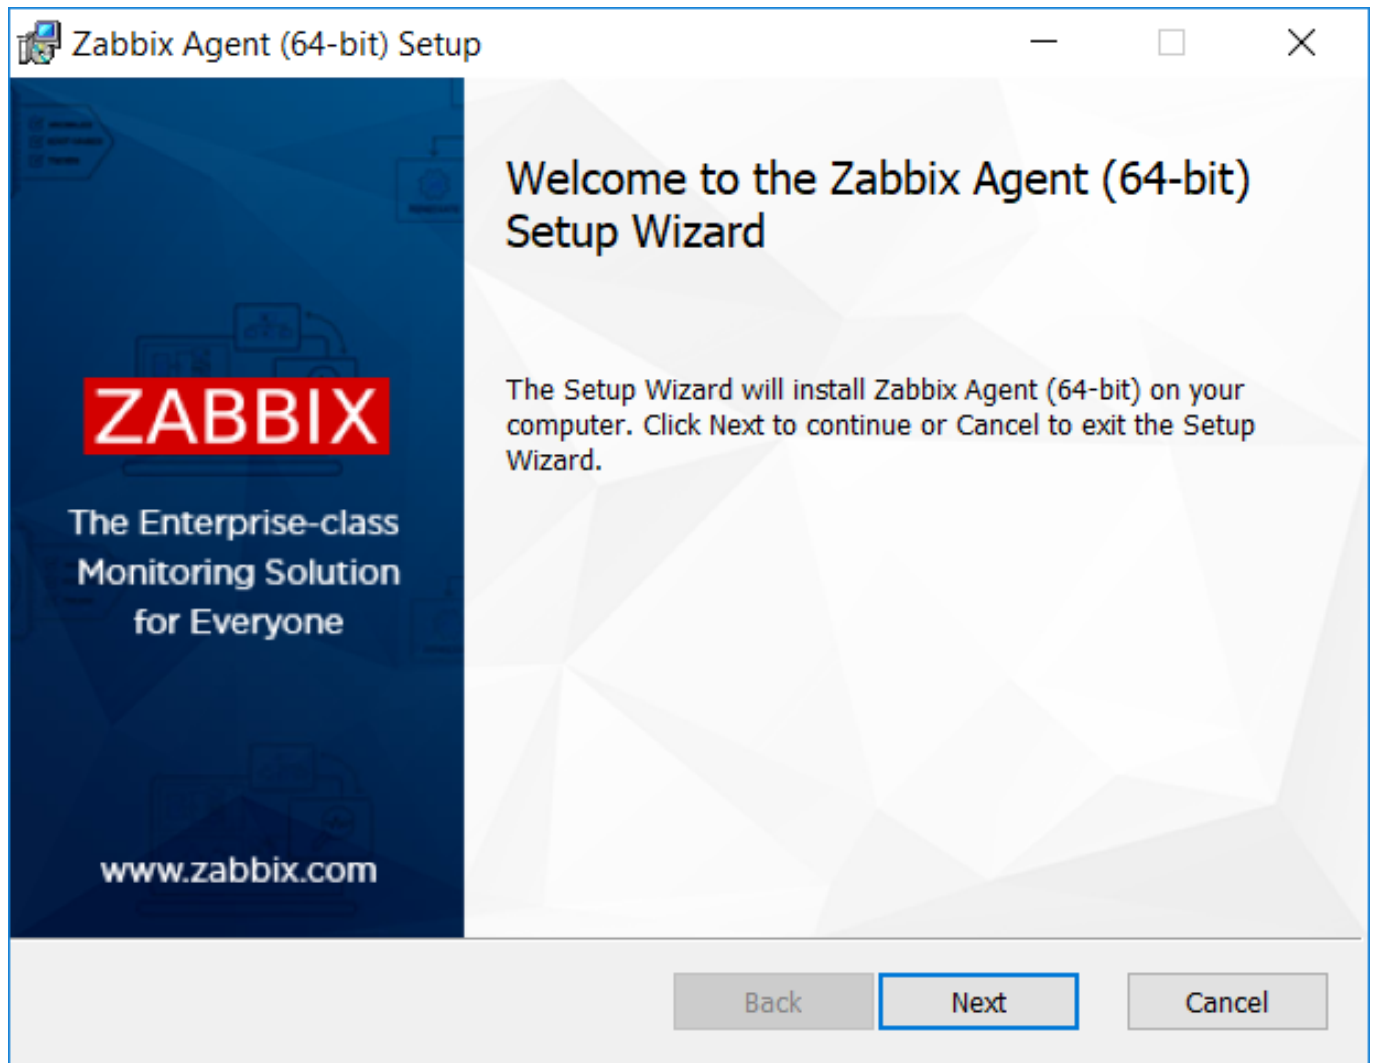 Zabbix Agent (64-bit) Setup
Welcome to the Zabbix Agent (64-bit)
Setup Wizard
The Setup Wizard will install Zabbix Agent (64-bit) on your
computer. Click Next to continue or Cancel to exit the Setup
Wizard.
ZABBIX
The Enterprise-class
Monitoring Solution
for Everyone
www.zabbix.com
Back
Next
Cancel